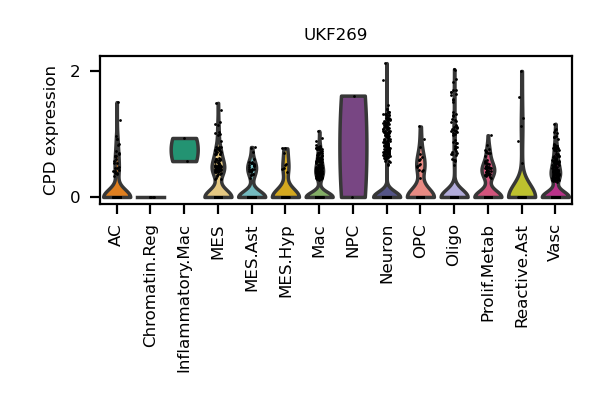 UKF269
CPD expression
2
0
AC
Chromatin.Reg
Inflammatory.Mac
MES
MES.Ast
MES.Hyp
Mac
NPC
Neuron
OPC
Oligo
Prolif.Metab
Reactive.Ast
Vasc